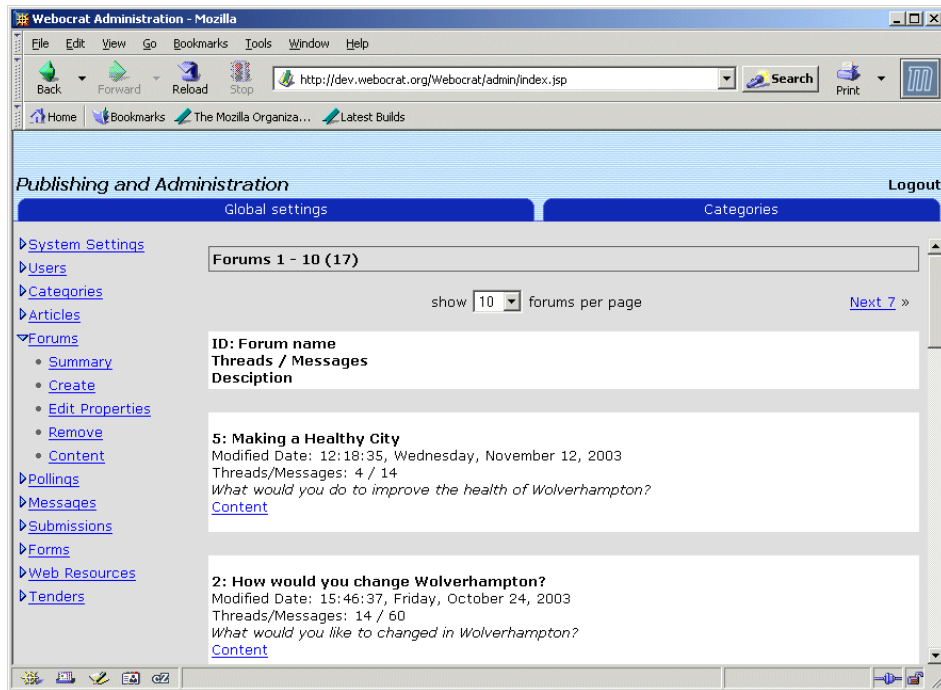 Webocrat Administration - Mozilla
File Edit View Go Bookmarks Tools Window Help
Back Forward Reload Stop http://dev.webocrat.org/Webocrat/admin/index.jsp Search Print
Home Bookmarks The Mozilla Organiza... Latest Builds
Publishing and Administration
Logout
Global settings Categories
System Settings
Users
Categories
Articles
Forums
Summary
Create
Edit Properties
Remove
Content
Pollings
Messages
Submissions
Forms
Web Resources
Tenders
Forums 1 - 10 (17)
show 10 forums per page Next 7 »
ID: Forum name
Threads / Messages
Desciption
5: Making a Healthy City
Modified Date: 12:18:35, Wednesday, November 12, 2003
Threads/Messages: 4 / 14
What would you do to improve the health of Wolverhampton?
Content
2: How would you change Wolverhampton?
Modified Date: 15:46:37, Friday, October 24, 2003
Threads/Messages: 14 / 60
What would you like to changed in Wolverhampton?
Content
cZ